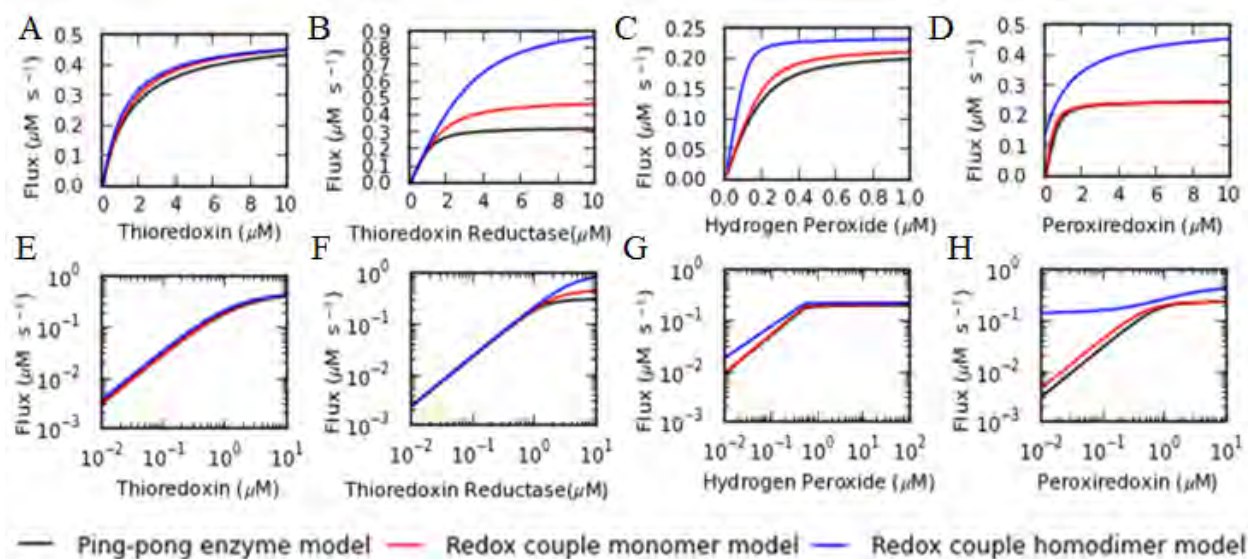 A B C D
Flux (μM s⁻¹)
0.5
0.4
0.3
0.2
0.1
0.0
0 2 4 6 8 10
Thioredoxin (μM)
Flux (μM s⁻¹)
0.9
0.8
0.7
0.6
0.5
0.4
0.3
0.2
0.1
0.0
0 2 4 6 8 10
Thioredoxin Reductase(μM)
Flux (μM s⁻¹)
0.25
0.20
0.15
0.10
0.05
0.00
0.0 0.2 0.4 0.6 0.8 1.0
Hydrogen Peroxide (μM)
Flux (μM s⁻¹)
0.5
0.4
0.3
0.2
0.1
0.0
0 2 4 6 8 10
Peroxiredoxin (μM)
E F G H
Flux (μM s⁻¹)
10⁰
10⁻¹
10⁻²
10⁻³
10⁻² 10⁻¹ 10⁰ 10¹
Thioredoxin (μM)
Flux (μM s⁻¹)
10⁰
10⁻¹
10⁻²
10⁻³
10⁻² 10⁻¹ 10⁰ 10¹
Thioredoxin Reductase(μM)
Flux (μM s⁻¹)
10⁰
10⁻¹
10⁻²
10⁻³
10⁻² 10⁻¹ 10⁰ 10¹ 10²
Hydrogen Peroxide (μM)
Flux (μM s⁻¹)
10⁰
10⁻¹
10⁻²
10⁻³
10⁻² 10⁻¹ 10⁰ 10¹
Peroxiredoxin (μM)
Ping-pong enzyme model Redox couple monomer model Redox couple homodimer model